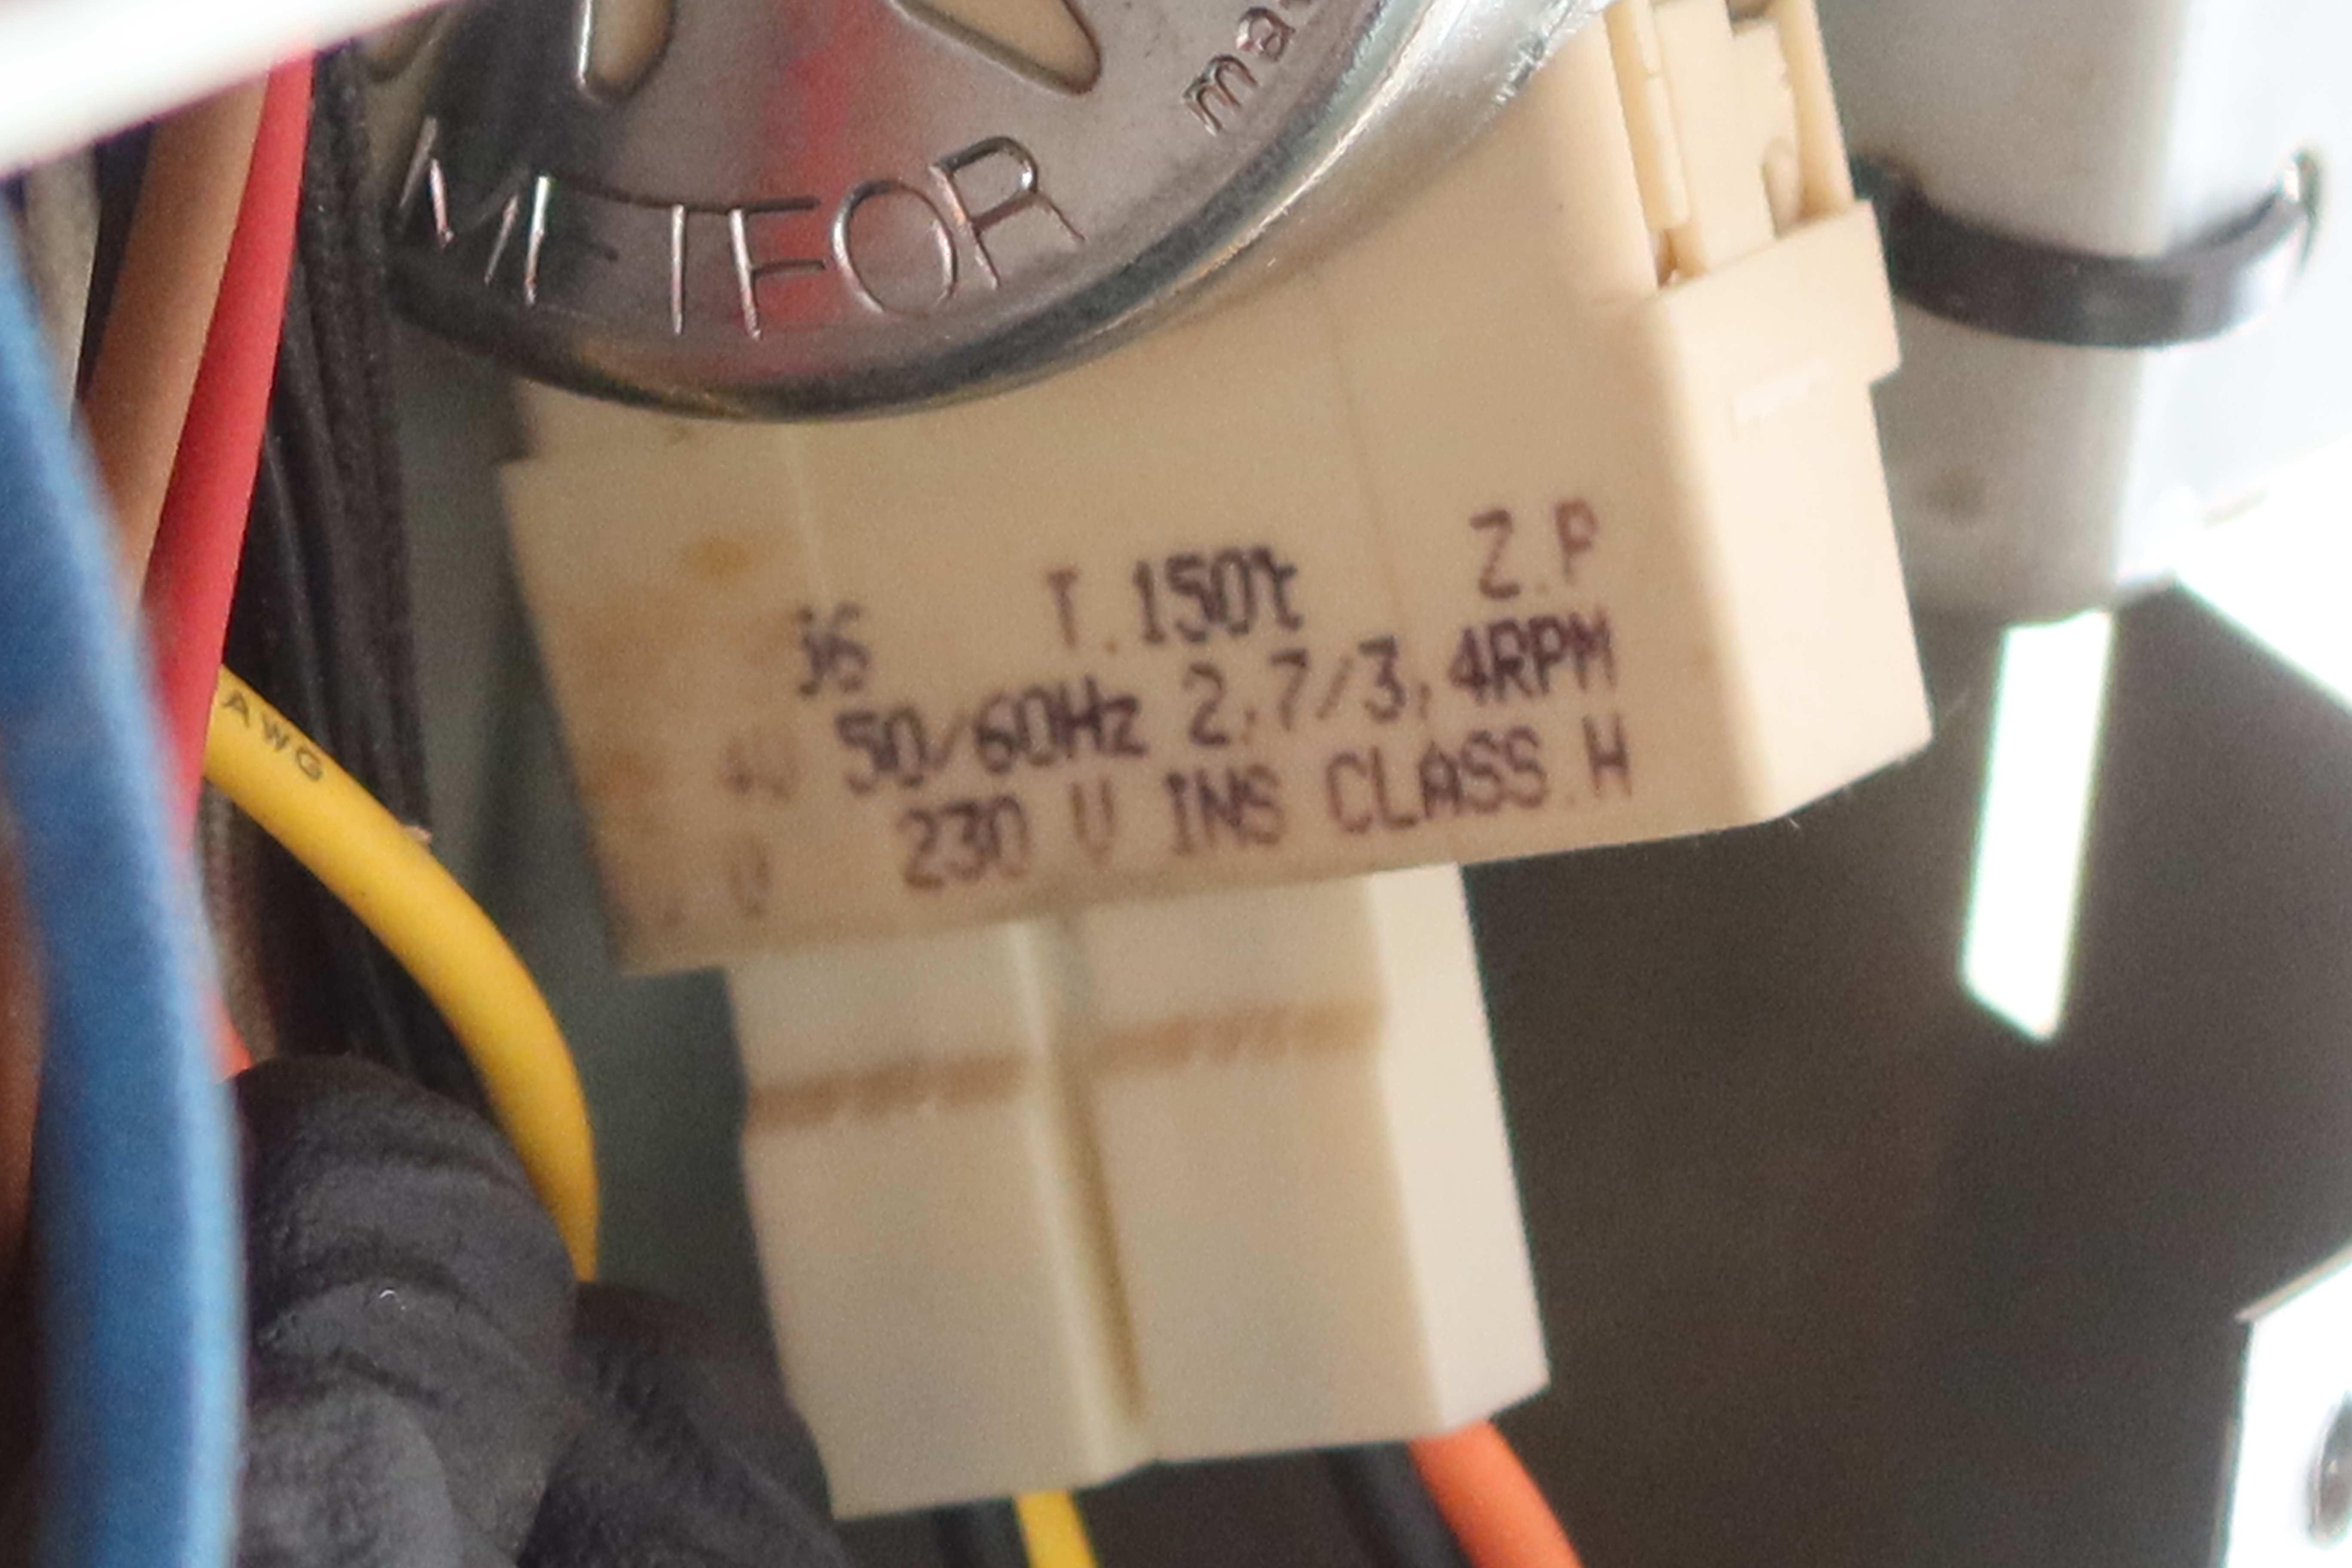 METEOR
AWG
T.150t Z.P
50/60Hz 2,7/3,4RPM
230 V INS CLASS.H